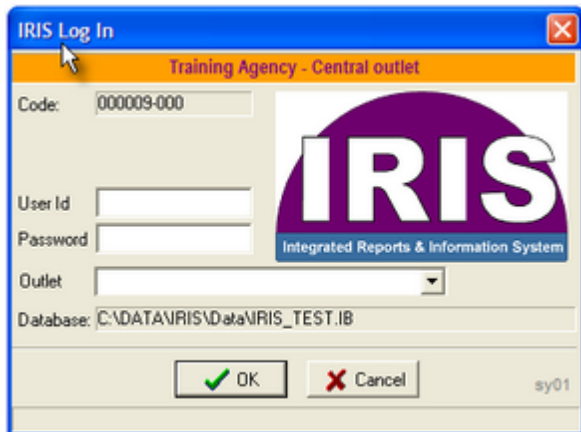 IRIS Log In
Training Agency - Central outlet
Code: 000009-000
IRIS
Integrated Reports & Information System
User Id
Password
Outlet
Database: C:\DATA\IRIS\Data\IRIS_TEST.IB
OK Cancel sy01